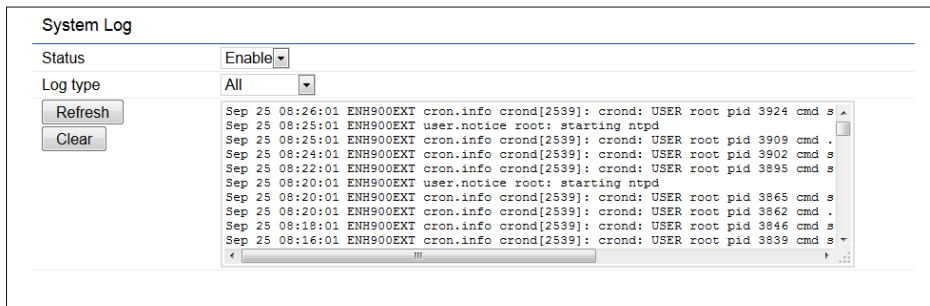 System Log
Status Enable
Log type All
Refresh
Clear
Sep 25 08:26:01 ENH900EXT cron.info crond[2539]: crond: USER root pid 3924 cmd s
Sep 25 08:25:01 ENH900EXT user.notice root: starting ntpd
Sep 25 08:25:01 ENH900EXT cron.info crond[2539]: crond: USER root pid 3909 cmd .
Sep 25 08:24:01 ENH900EXT cron.info crond[2539]: crond: USER root pid 3902 cmd s
Sep 25 08:22:01 ENH900EXT cron.info crond[2539]: crond: USER root pid 3895 cmd s
Sep 25 08:20:01 ENH900EXT user.notice root: starting ntpd
Sep 25 08:20:01 ENH900EXT cron.info crond[2539]: crond: USER root pid 3865 cmd s
Sep 25 08:20:01 ENH900EXT cron.info crond[2539]: crond: USER root pid 3862 cmd .
Sep 25 08:18:01 ENH900EXT cron.info crond[2539]: crond: USER root pid 3846 cmd s
Sep 25 08:16:01 ENH900EXT cron.info crond[2539]: crond: USER root pid 3839 cmd s